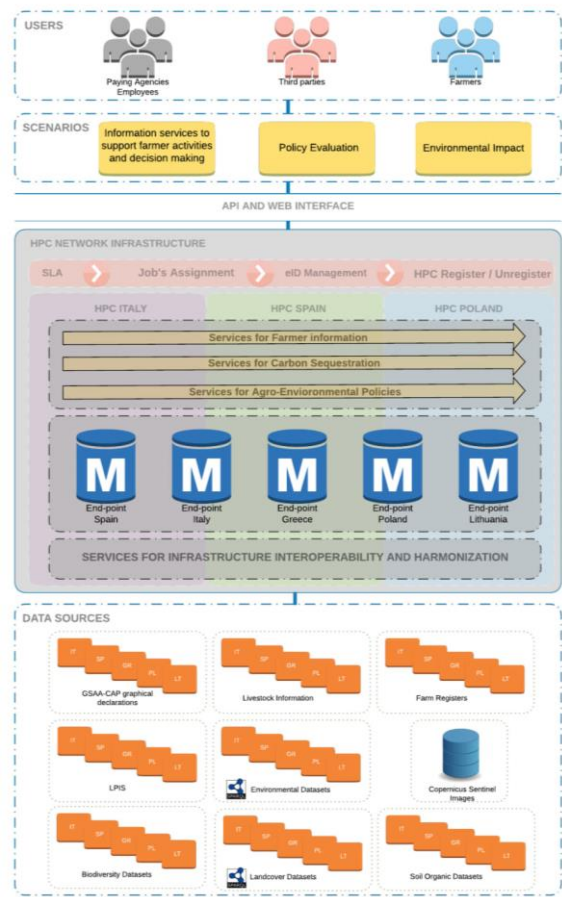 USERS
Paying Agencies
Employees
Third parties
Farmers
SCENARIOS
Information services to
support farmer activities
and decision making
Policy Evaluation
Environmental Impact
API AND WEB INTERFACE
HPC NETWORK INFRASTRUCTURE
SLA
Job's Assignment
eID Management
HPC Register / Unregister
HPC ITALY
HPC SPAIN
HPC POLAND
Services for Farmer information
Services for Carbon Sequestration
Services for Agro-Envioronmental Policies
M
M
M
M
M
End-point
Spain
End-point
Italy
End-point
Greece
End-point
Poland
End-point
Lithuania
SERVICES FOR INFRASTRUCTURE INTEROPERABILITY AND HARMONIZATION
DATA SOURCES
IT
SP
GR
PL
LT
GSAA-CAP graphical
declarations
IT
SP
GR
PL
LT
Livestock Information
IT
SP
GR
PL
LT
Farm Registers
IT
SP
GR
PL
LT
LPIS
IT
SP
GR
PL
LT
Environmental Datasets
Copernicus Sentinel
Images
IT
SP
GR
PL
LT
Biodiversity Datasets
IT
SP
GR
PL
LT
Landcover Datasets
IT
SP
GR
PL
LT
Soil Organic Datasets